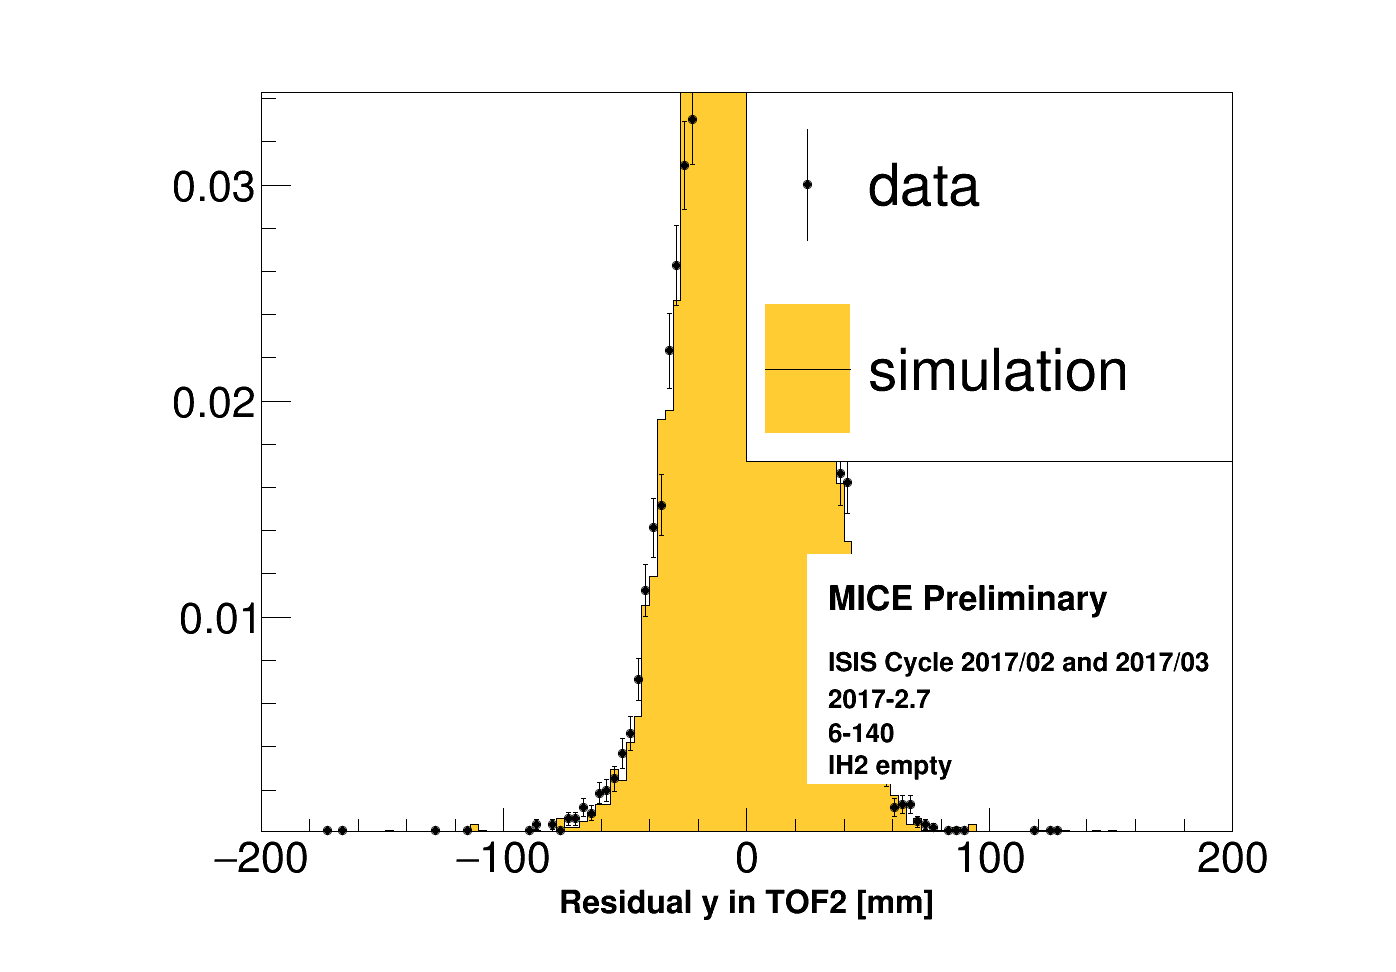 0.03
0.02
0.01
data
simulation
MICE Preliminary
ISIS Cycle 2017/02 and 2017/03
2017-2.7
6-140
IH2 empty
−200
−100
0
100
200
Residual y in TOF2 [mm]